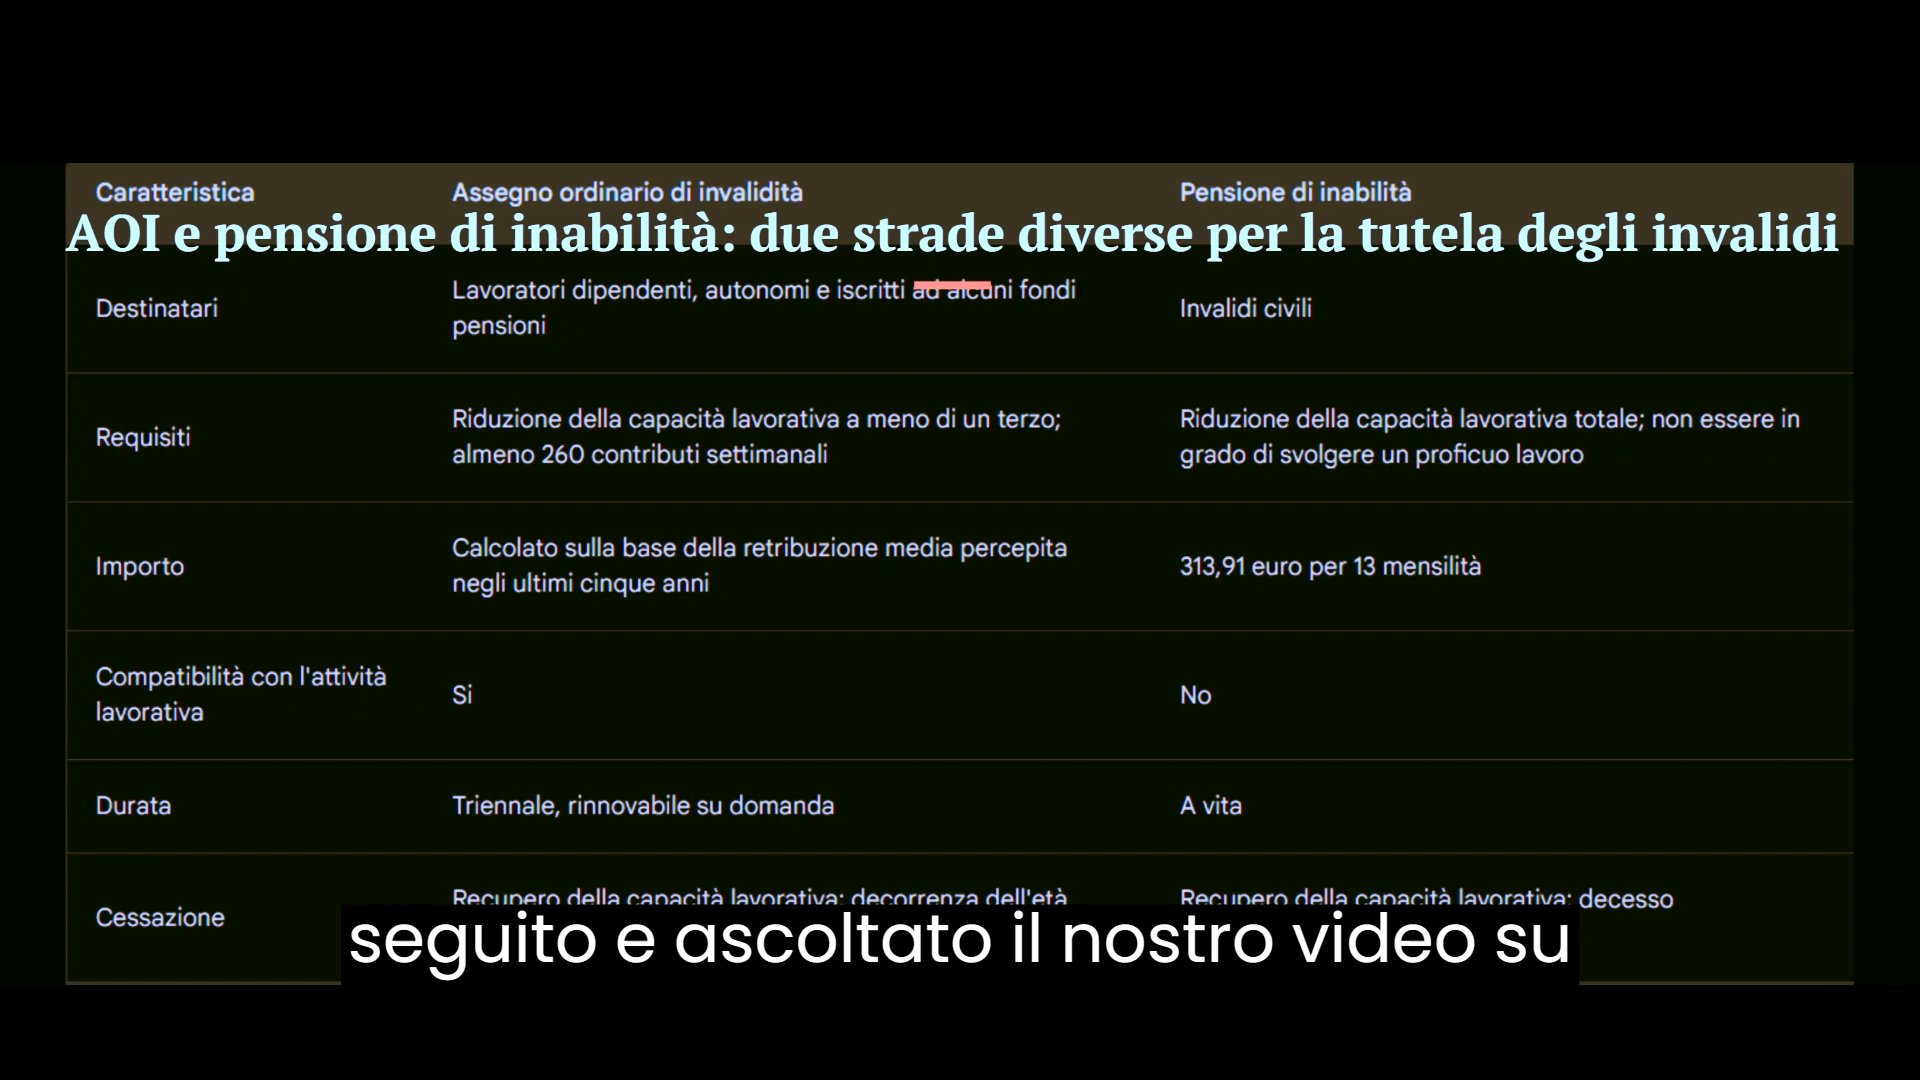 Caratteristica
Assegno ordinario di invalidità
Pensione di inabilità
AOI e pensione di inabilità: due strade diverse per la tutela degli invalidi
Destinatari
Lavoratori dipendenti, autonomi e iscritti ad alcuni fondi
pensioni
Invalidi civili
Requisiti
Riduzione della capacità lavorativa a meno di un terzo;
almeno 260 contributi settimanali
Riduzione della capacità lavorativa totale; non essere in
grado di svolgere un proficuo lavoro
Importo
Calcolato sulla base della retribuzione media percepita
negli ultimi cinque anni
313,91 euro per 13 mensilità
Compatibilità con l'attività
lavorativa
Si
No
Durata
Triennale, rinnovabile su domanda
A vita
Cessazione
Recupero della capacità lavorativa; decorrenza dell'età
Recupero della capacità lavorativa; decesso
seguito e ascoltato il nostro video su